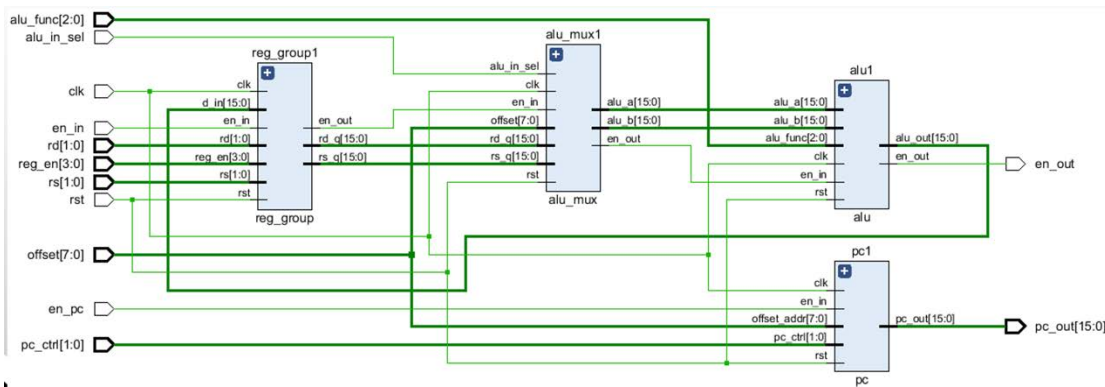 alu_func[2:0]
alu_in_sel
clk
en_in
rd[1:0]
reg_en[3:0]
rs[1:0]
rst
offset[7:0]
en_pc
pc_ctrl[1:0]
reg_group1
clk
d_in[15:0]
en_in
rd[1:0]
reg_en[3:0]
rs[1:0]
rst
en_out
rd_q[15:0]
rs_q[15:0]
reg_group
alu_mux1
alu_in_sel
clk
en_in
offset[7:0]
rd_q[15:0]
rs_q[15:0]
rst
alu_a[15:0]
alu_b[15:0]
en_out
alu_mux
alu1
alu_a[15:0]
alu_b[15:0]
alu_func[2:0]
clk
en_in
rst
alu_out[15:0]
en_out
alu
pc1
clk
en_in
offset_addr[7:0]
pc_ctrl[1:0]
rst
pc_out[15:0]
pc
en_out
pc_out[15:0]